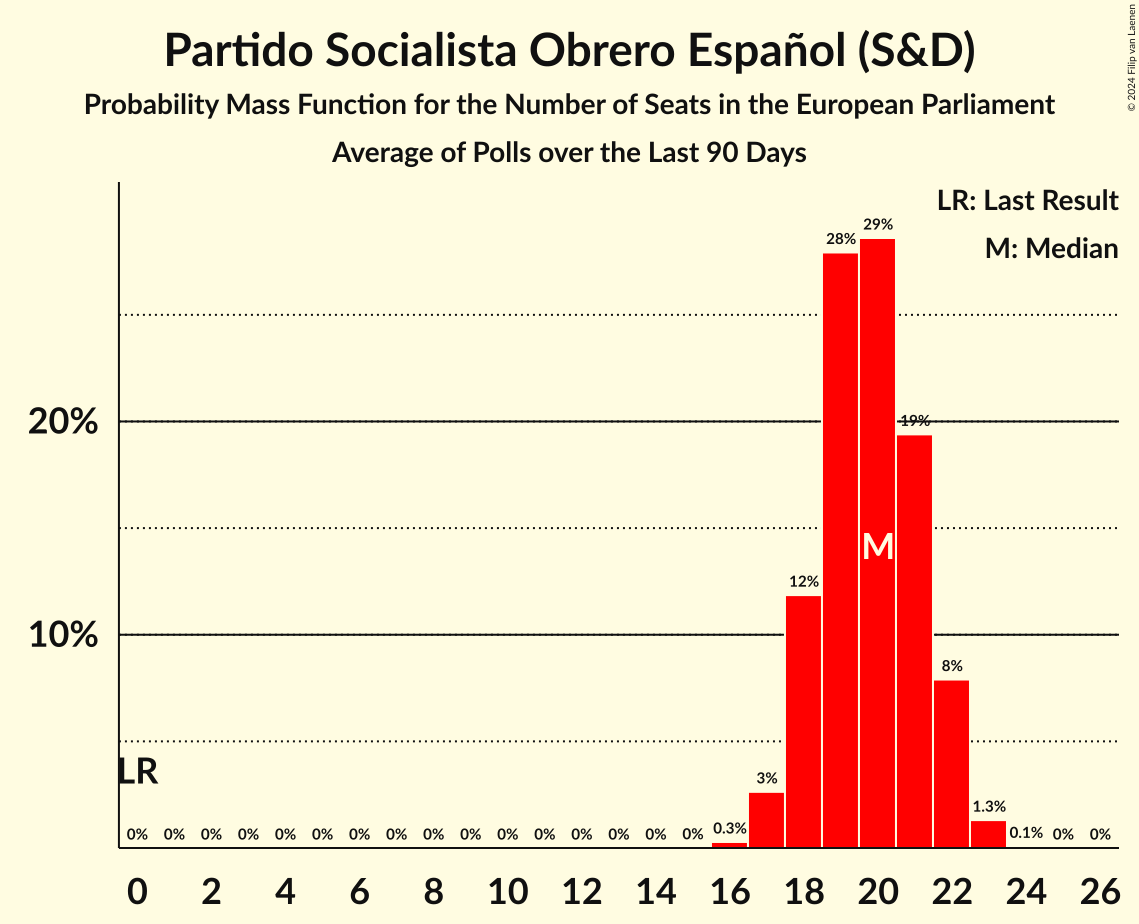 Partido Socialista Obrero Español (S&D)
Probability Mass Function for the Number of Seats in the European Parliament
Average of Polls over the Last 90 Days
© 2024 Filip van Laenen
LR: Last Result
M: Median
29%
28%
20%
19%
M
12%
10%
8%
LR
3%
1.3%
0% 0% 0% 0% 0% 0% 0% 0% 0% 0% 0% 0% 0% 0% 0% 0% 0.3% 0.1% 0% 0%
0 2 4 6 8 10 12 14 16 18 20 22 24 26